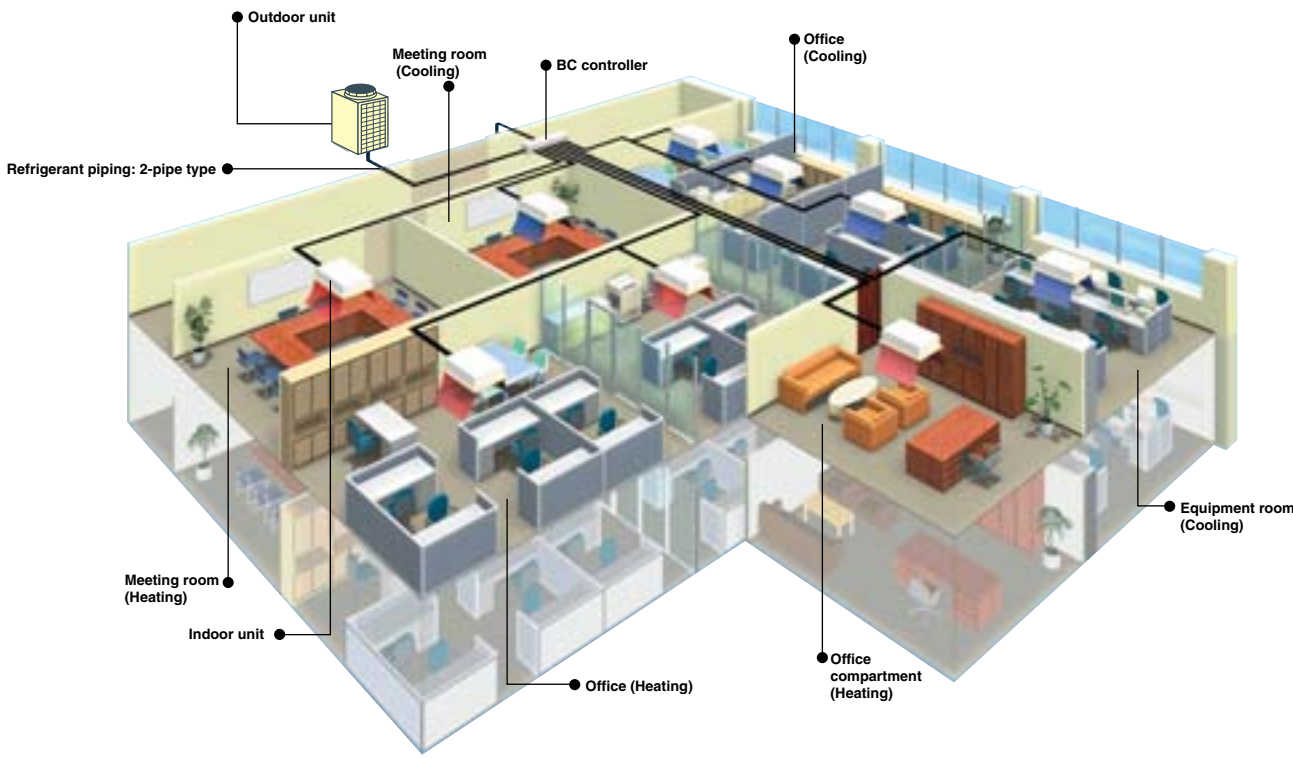 Outdoor unit
Meeting room
(Cooling)
BC controller
Office
(Cooling)
Refrigerant piping: 2-pipe type
Equipment room
(Cooling)
Meeting room
(Heating)
Indoor unit
Office (Heating)
Office
compartment
(Heating)